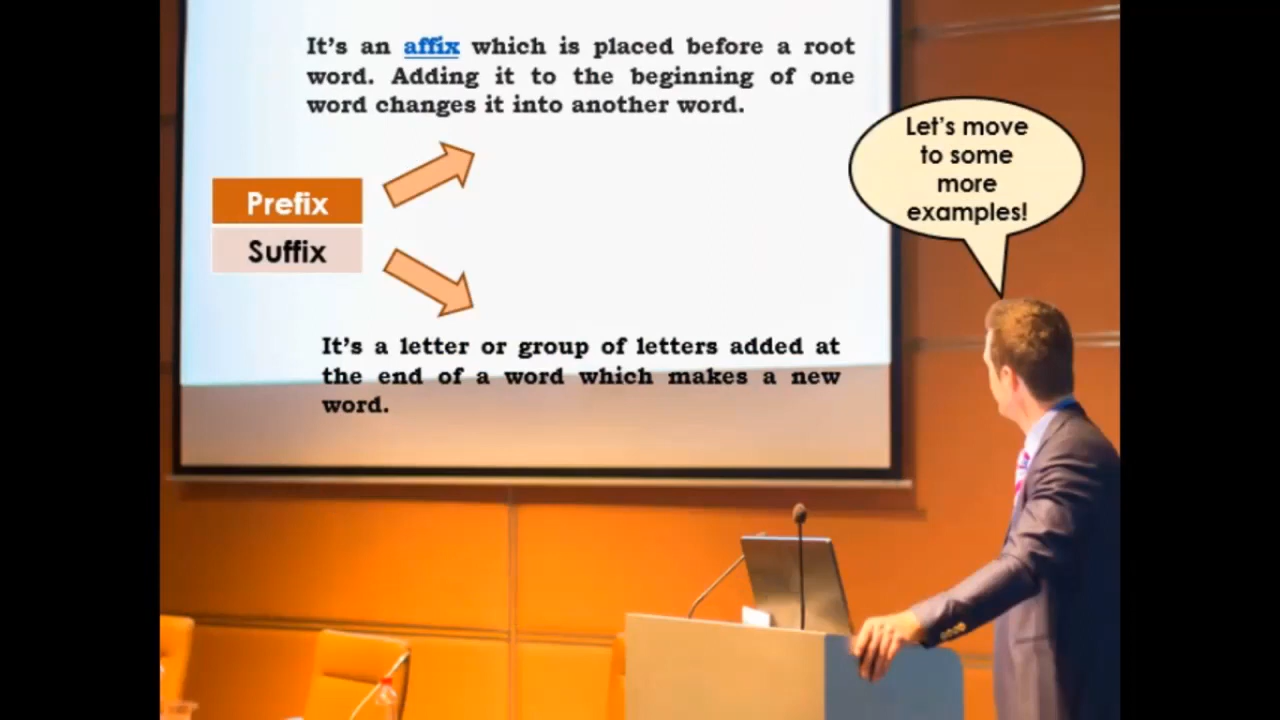 It's an affix which is placed before a root
word. Adding it to the beginning of one
word changes it into another word.
Let's move
to some
more
examples!
Prefix
Suffix
It's a letter or group of letters added at
the end of a word which makes a new
word.